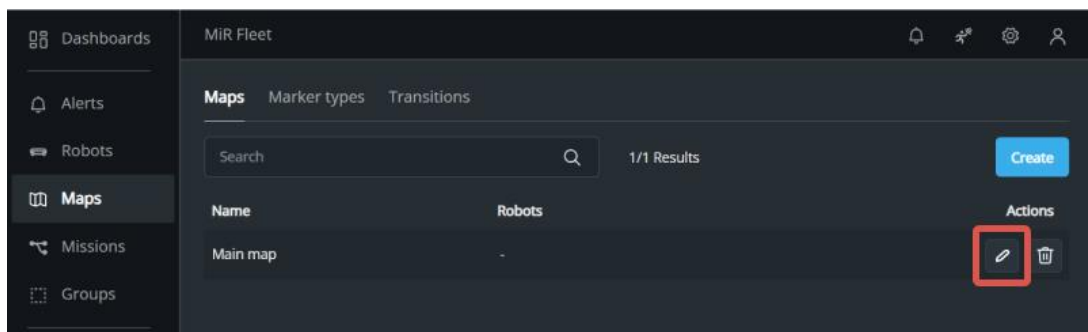 Dashboards
MiR Fleet
Alerts
Robots
Maps
Missions
Groups
Maps Marker types Transitions
Search
1/1 Results
Create
Name Robots Actions
Main map -